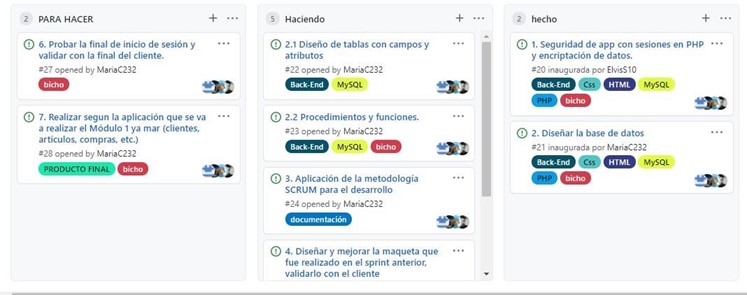 2 PARA HACER
6. Probar la final de inicio de sesión y
validar con la final del cliente.
#27 opened by MariaC232
bicho
7. Realizar segun la aplicación que se va
a realizar el Módulo 1 ya mar (clientes,
artículos, compras, etc.)
#28 opened by MariaC232
PRODUCTO FINAL bicho
5 Haciendo
2.1 Diseño de tablas con campos y
atributos
#22 opened by MariaC232
Back-End MySQL
2.2 Procedimientos y funciones.
#23 opened by MariaC232
Back-End MySQL bicho
3. Aplicación de la metodología
SCRUM para el desarrollo
#24 opened by MariaC232
documentación
4. Diseñar y mejorar la maqueta que
fue realizado en el sprint anterior,
validarlo con el cliente
2 hecho
1. Seguridad de app con sesiones en PHP
y encriptación de datos.
#20 inaugurada por ElvisS10
Back-End Css HTML MySQL
PHP bicho
2. Diseñar la base de datos
#21 inaugurada por MariaC232
Back-End Css HTML MySQL
PHP bicho